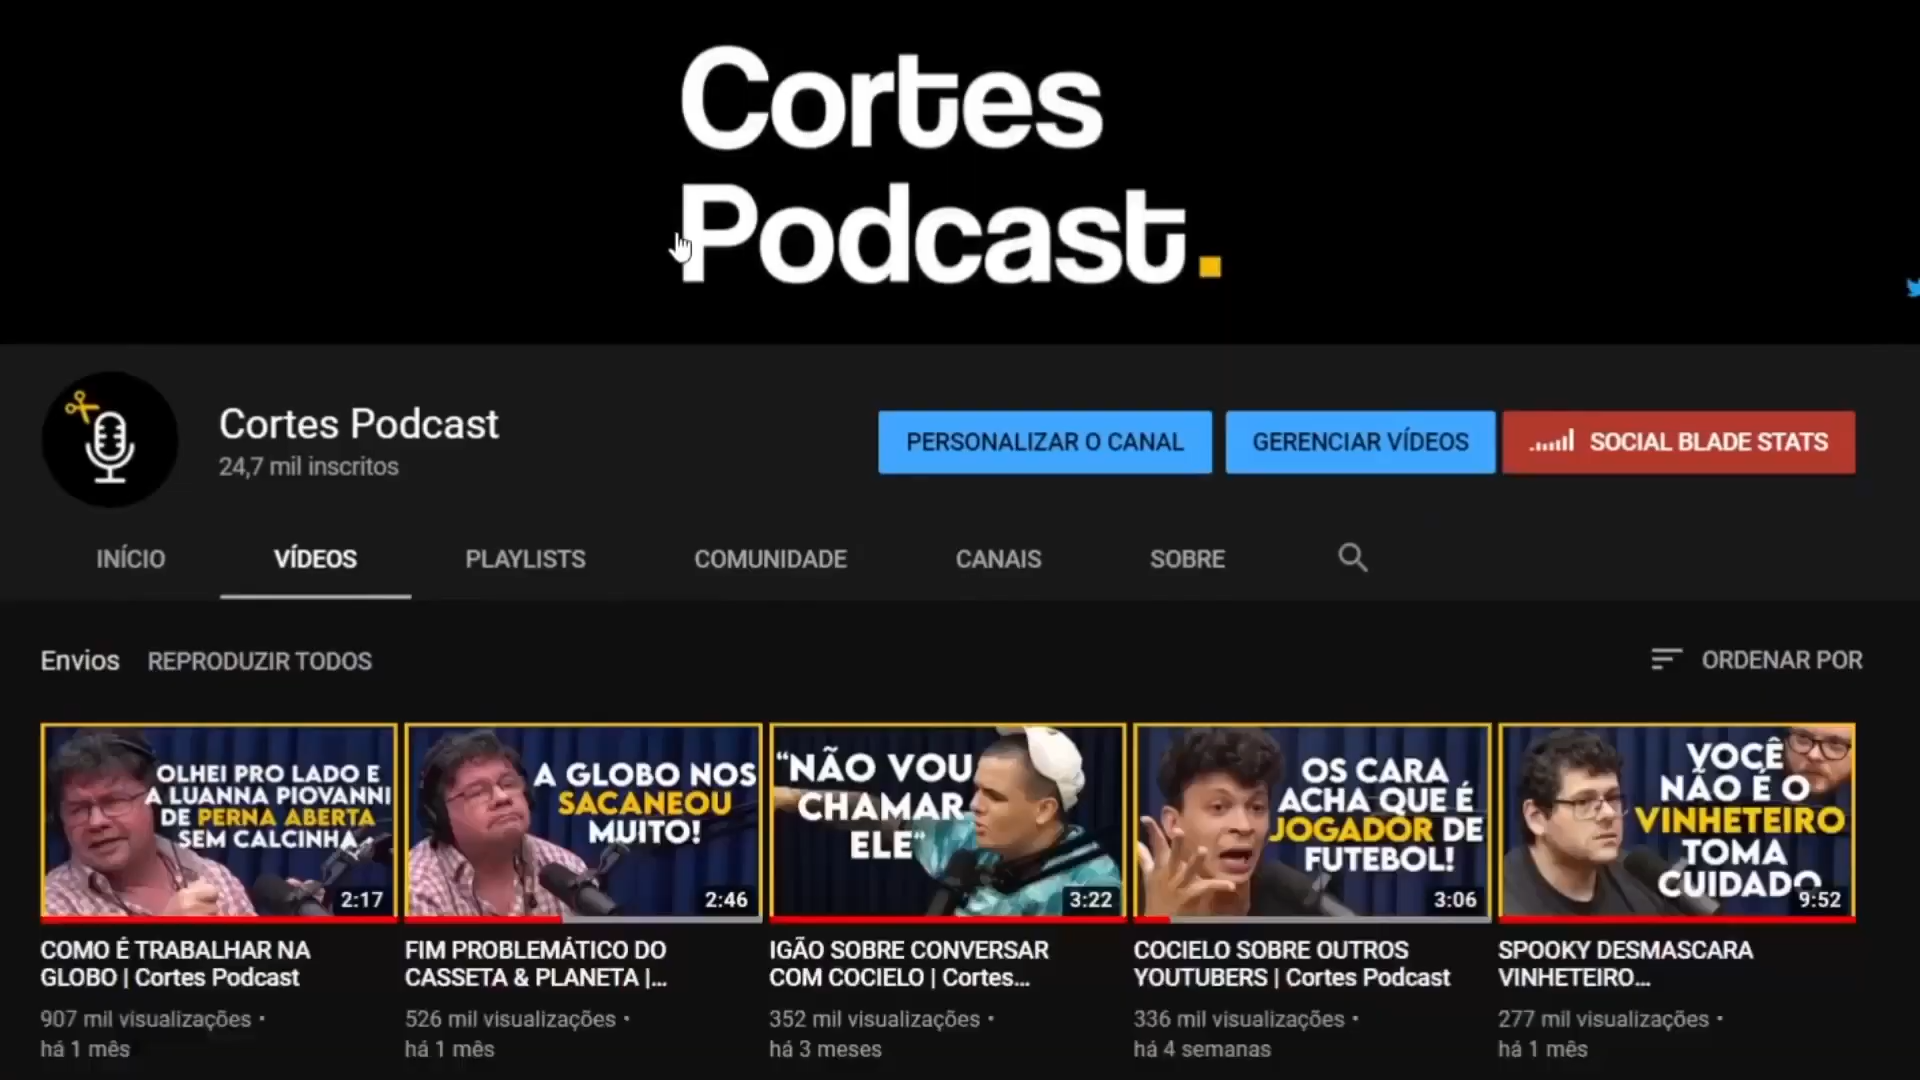 Cortes
Podcast.
Cortes Podcast
24,7 mil inscritos
PERSONALIZAR O CANAL
GERENCIAR VÍDEOS
SOCIAL BLADE STATS
INÍCIO
VÍDEOS
PLAYLISTS
COMUNIDADE
CANAIS
SOBRE
Envios
REPRODUZIR TODOS
ORDENAR POR
OLHEI PRO LADO E
A LUANNA PIOVANNI
DE PERNA ABERTA
SEM CALCINHA
2:17
COMO É TRABALHAR NA
GLOBO | Cortes Podcast
907 mil visualizações •
há 1 mês
A GLOBO NOS
SACANEOU
MUITO!
2:46
FIM PROBLEMÁTICO DO
CASSETA & PLANETA |...
526 mil visualizações •
há 1 mês
“NÃO VOU
CHAMAR
ELE”
3:22
IGÃO SOBRE CONVERSAR
COM COCIELO | Cortes...
352 mil visualizações •
há 3 meses
OS CARA
ACHA QUE É
JOGADOR DE
FUTEBOL!
3:06
COCIELO SOBRE OUTROS
YOUTUBERS | Cortes Podcast
336 mil visualizações •
há 4 semanas
VOCÊ
NÃO É O
VINHETEIRO
TOMA
CUIDADO
9:52
SPOOKY DESMASCARA
VINHETEIRO...
277 mil visualizações •
há 1 mês